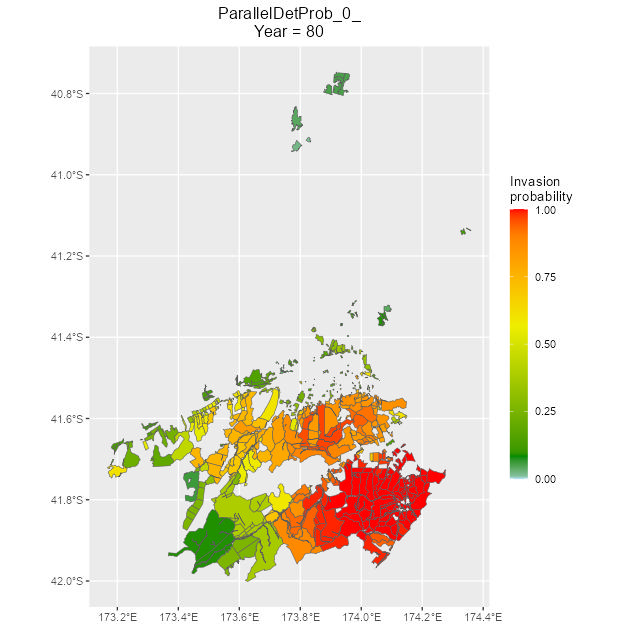 ParallelDetProb_0_
Year = 80
40.8°S
41.0°S
41.2°S
41.4°S
41.6°S
41.8°S
42.0°S
173.2°E 173.4°E 173.6°E 173.8°E 174.0°E 174.2°E 174.4°E
Invasion
probability
1.00
0.75
0.50
0.25
0.00